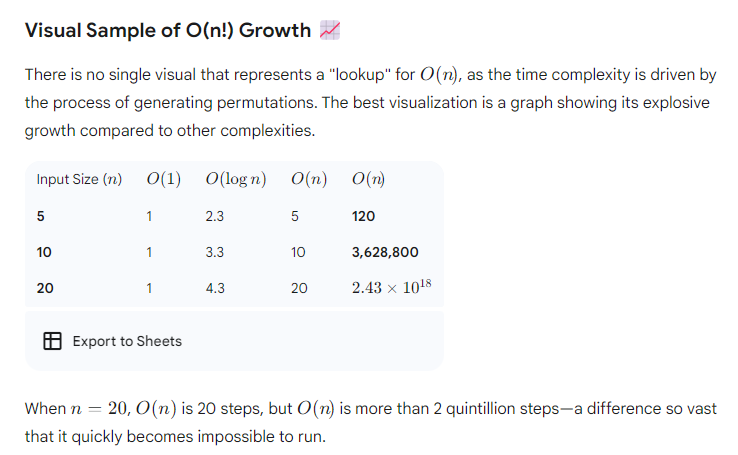 Visual Sample of O(n!) Growth 📈
There is no single visual that represents a "lookup" for O(n), as the time complexity is driven by
the process of generating permutations. The best visualization is a graph showing its explosive
growth compared to other complexities.
Input Size (n) O(1) O(log n) O(n) O(n)
5 1 2.3 5 120
10 1 3.3 10 3,628,800
20 1 4.3 20 2.43 × 10¹⁸
Export to Sheets
When n = 20, O(n) is 20 steps, but O(n) is more than 2 quintillion steps—a difference so vast
that it quickly becomes impossible to run.